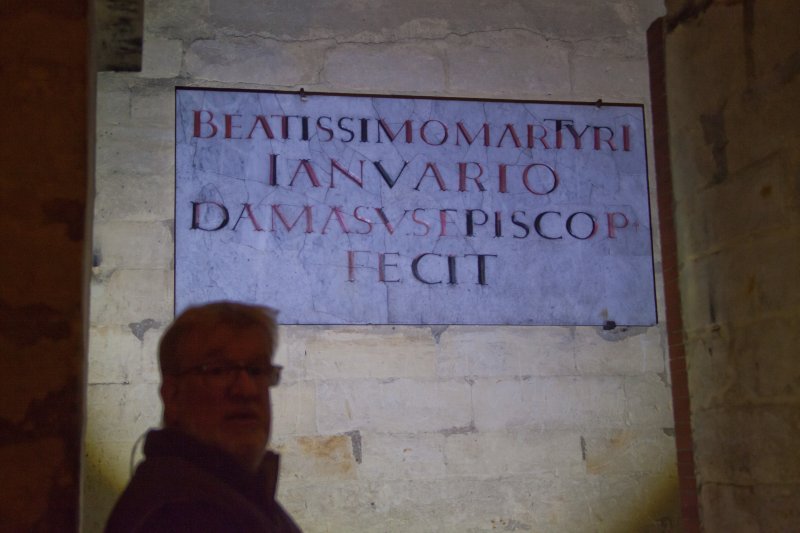 BEATISSIMOMARTYRI
IANVARIO
DAMASVSEPISCOP·
FECIT